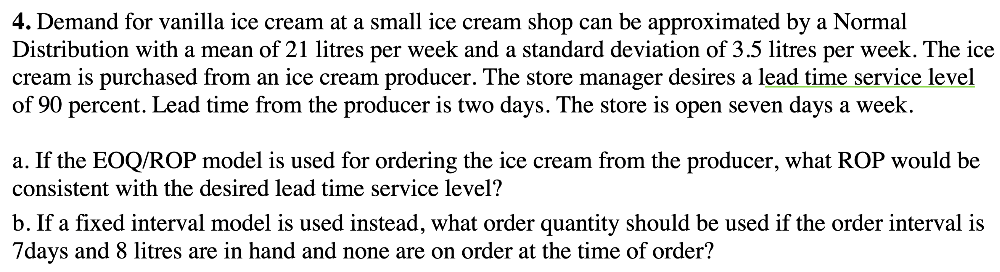 4. Demand for vanilla ice cream at a small ice cream shop can be approximated by a Normal
Distribution with a mean of 21 litres per week and a standard deviation of 3.5 litres per week. The ice
cream is purchased from an ice cream producer. The store manager desires a lead time service level
of 90 percent. Lead time from the producer is two days. The store is open seven days a week.
a. If the EOQ/ROP model is used for ordering the ice cream from the producer, what ROP would be
consistent with the desired lead time service level?
b. If a fixed interval model is used instead, what order quantity should be used if the order interval is
7days and 8 litres are in hand and none are on order at the time of order?